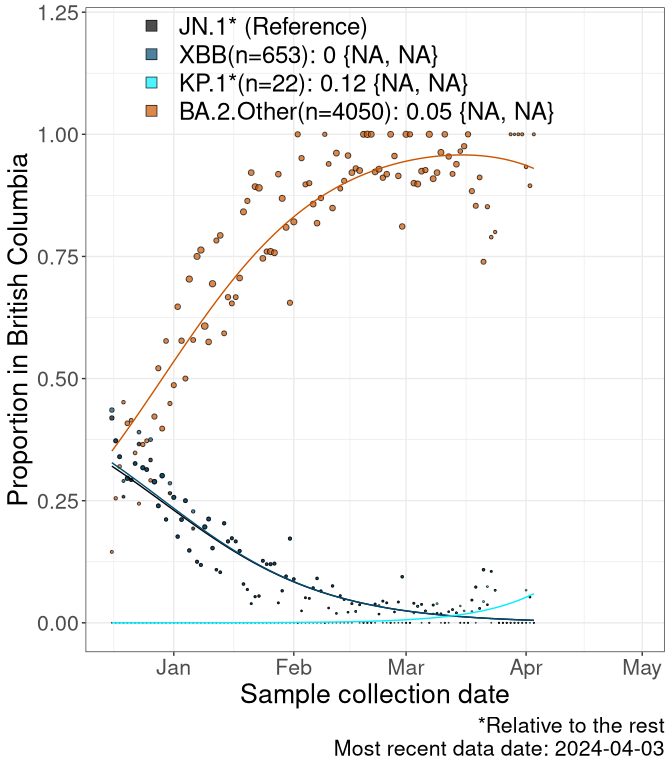 JN.1* (Reference)
XBB(n=653): 0 {NA, NA}
KP.1*(n=22): 0.12 {NA, NA}
BA.2.Other(n=4050): 0.05 {NA, NA}
Proportion in British Columbia
1.25
1.00
0.75
0.50
0.25
0.00
Jan Feb Mar Apr May
Sample collection date
*Relative to the rest
Most recent data date: 2024-04-03